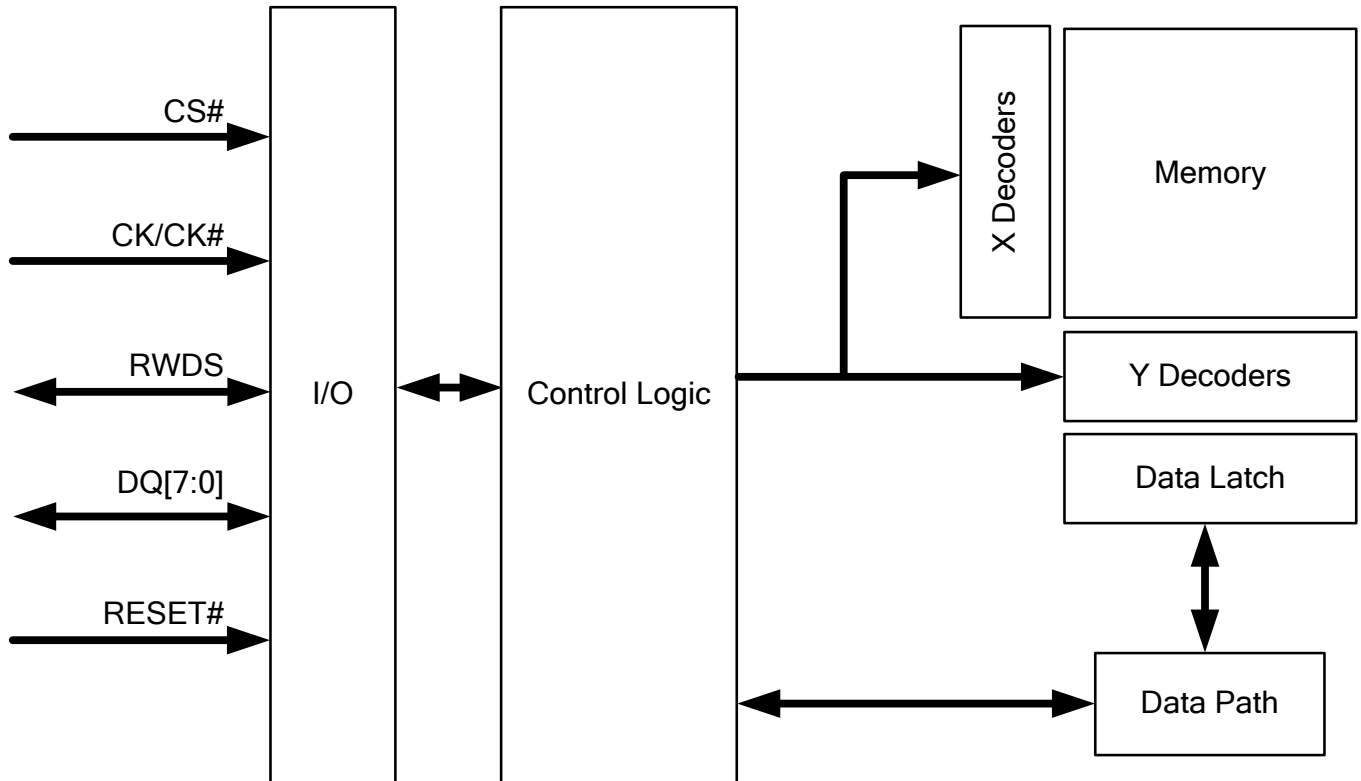 CS#
CK/CK#
RWDS
DQ[7:0]
RESET#
I/O
Control Logic
X Decoders
Memory
Y Decoders
Data Latch
Data Path